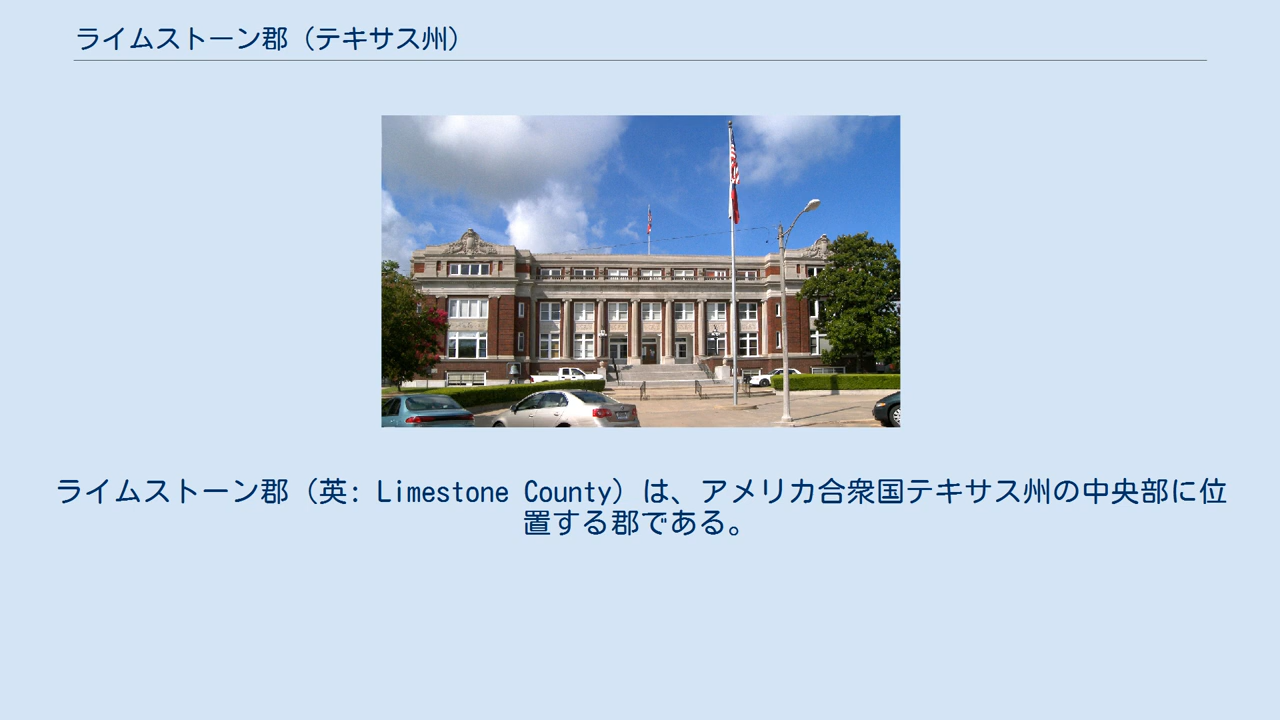 ライムストーン郡（テキサス州）
ライムストーン郡（英: Limestone County）は、アメリカ合衆国テキサス州の中央部に位
置する郡である。